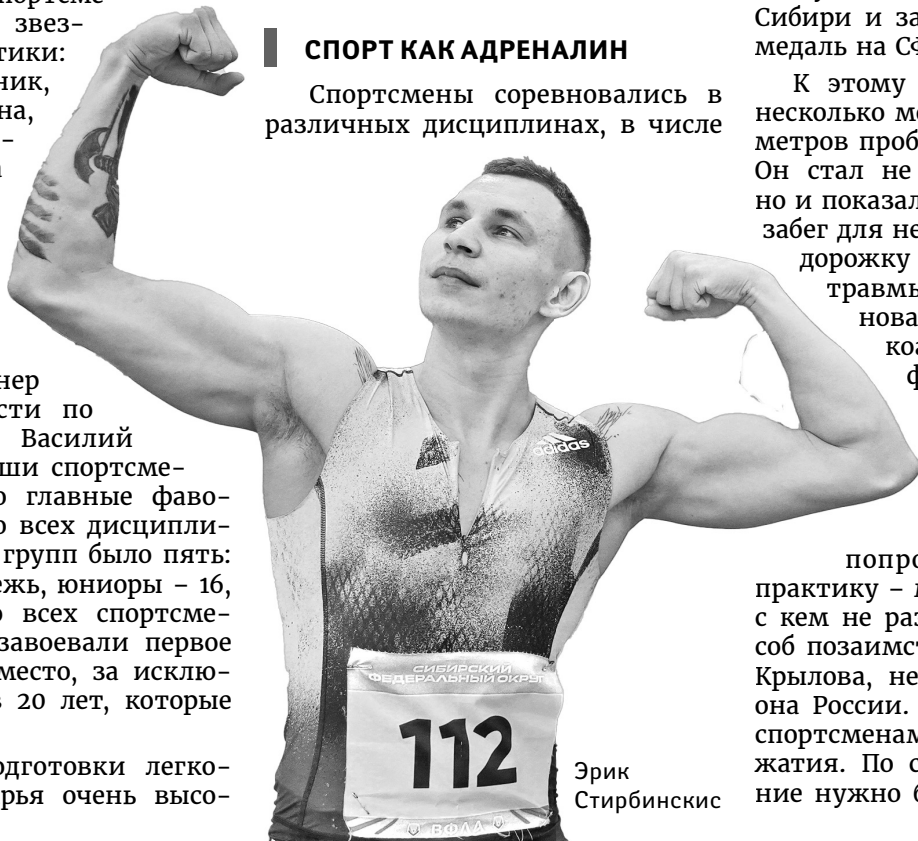 звез-
тики:
ник,
на,
нер
сти по
Василий
ши спортсме-
о главные фаво-
о всех дисципли-
групп было пять:
ежь, юниоры – 16,
о всех спортсме-
завоевали первое
место, за исклю-
в 20 лет, которые
одготовки легко-
рья очень высо-
СПОРТ КАК АДРЕНАЛИН
Спортсмены соревновались в
различных дисциплинах, в числе
adidas
СИБИРСКИЙ
ФЕДЕРАЛЬНЫЙ ОКРУГ
112
ВФЛА
Эрик
Стирбинскис
Сибири и за
медаль на СФ
К этому
несколько ме
метров проб
Он стал не
но и показал
забег для не
дорожку
травмы
нова
коа
ф
попро
практику – м
с кем не раз
соб позаимст
Крылова, не
она России.
спортсменам
жатия. По с
ние нужно б